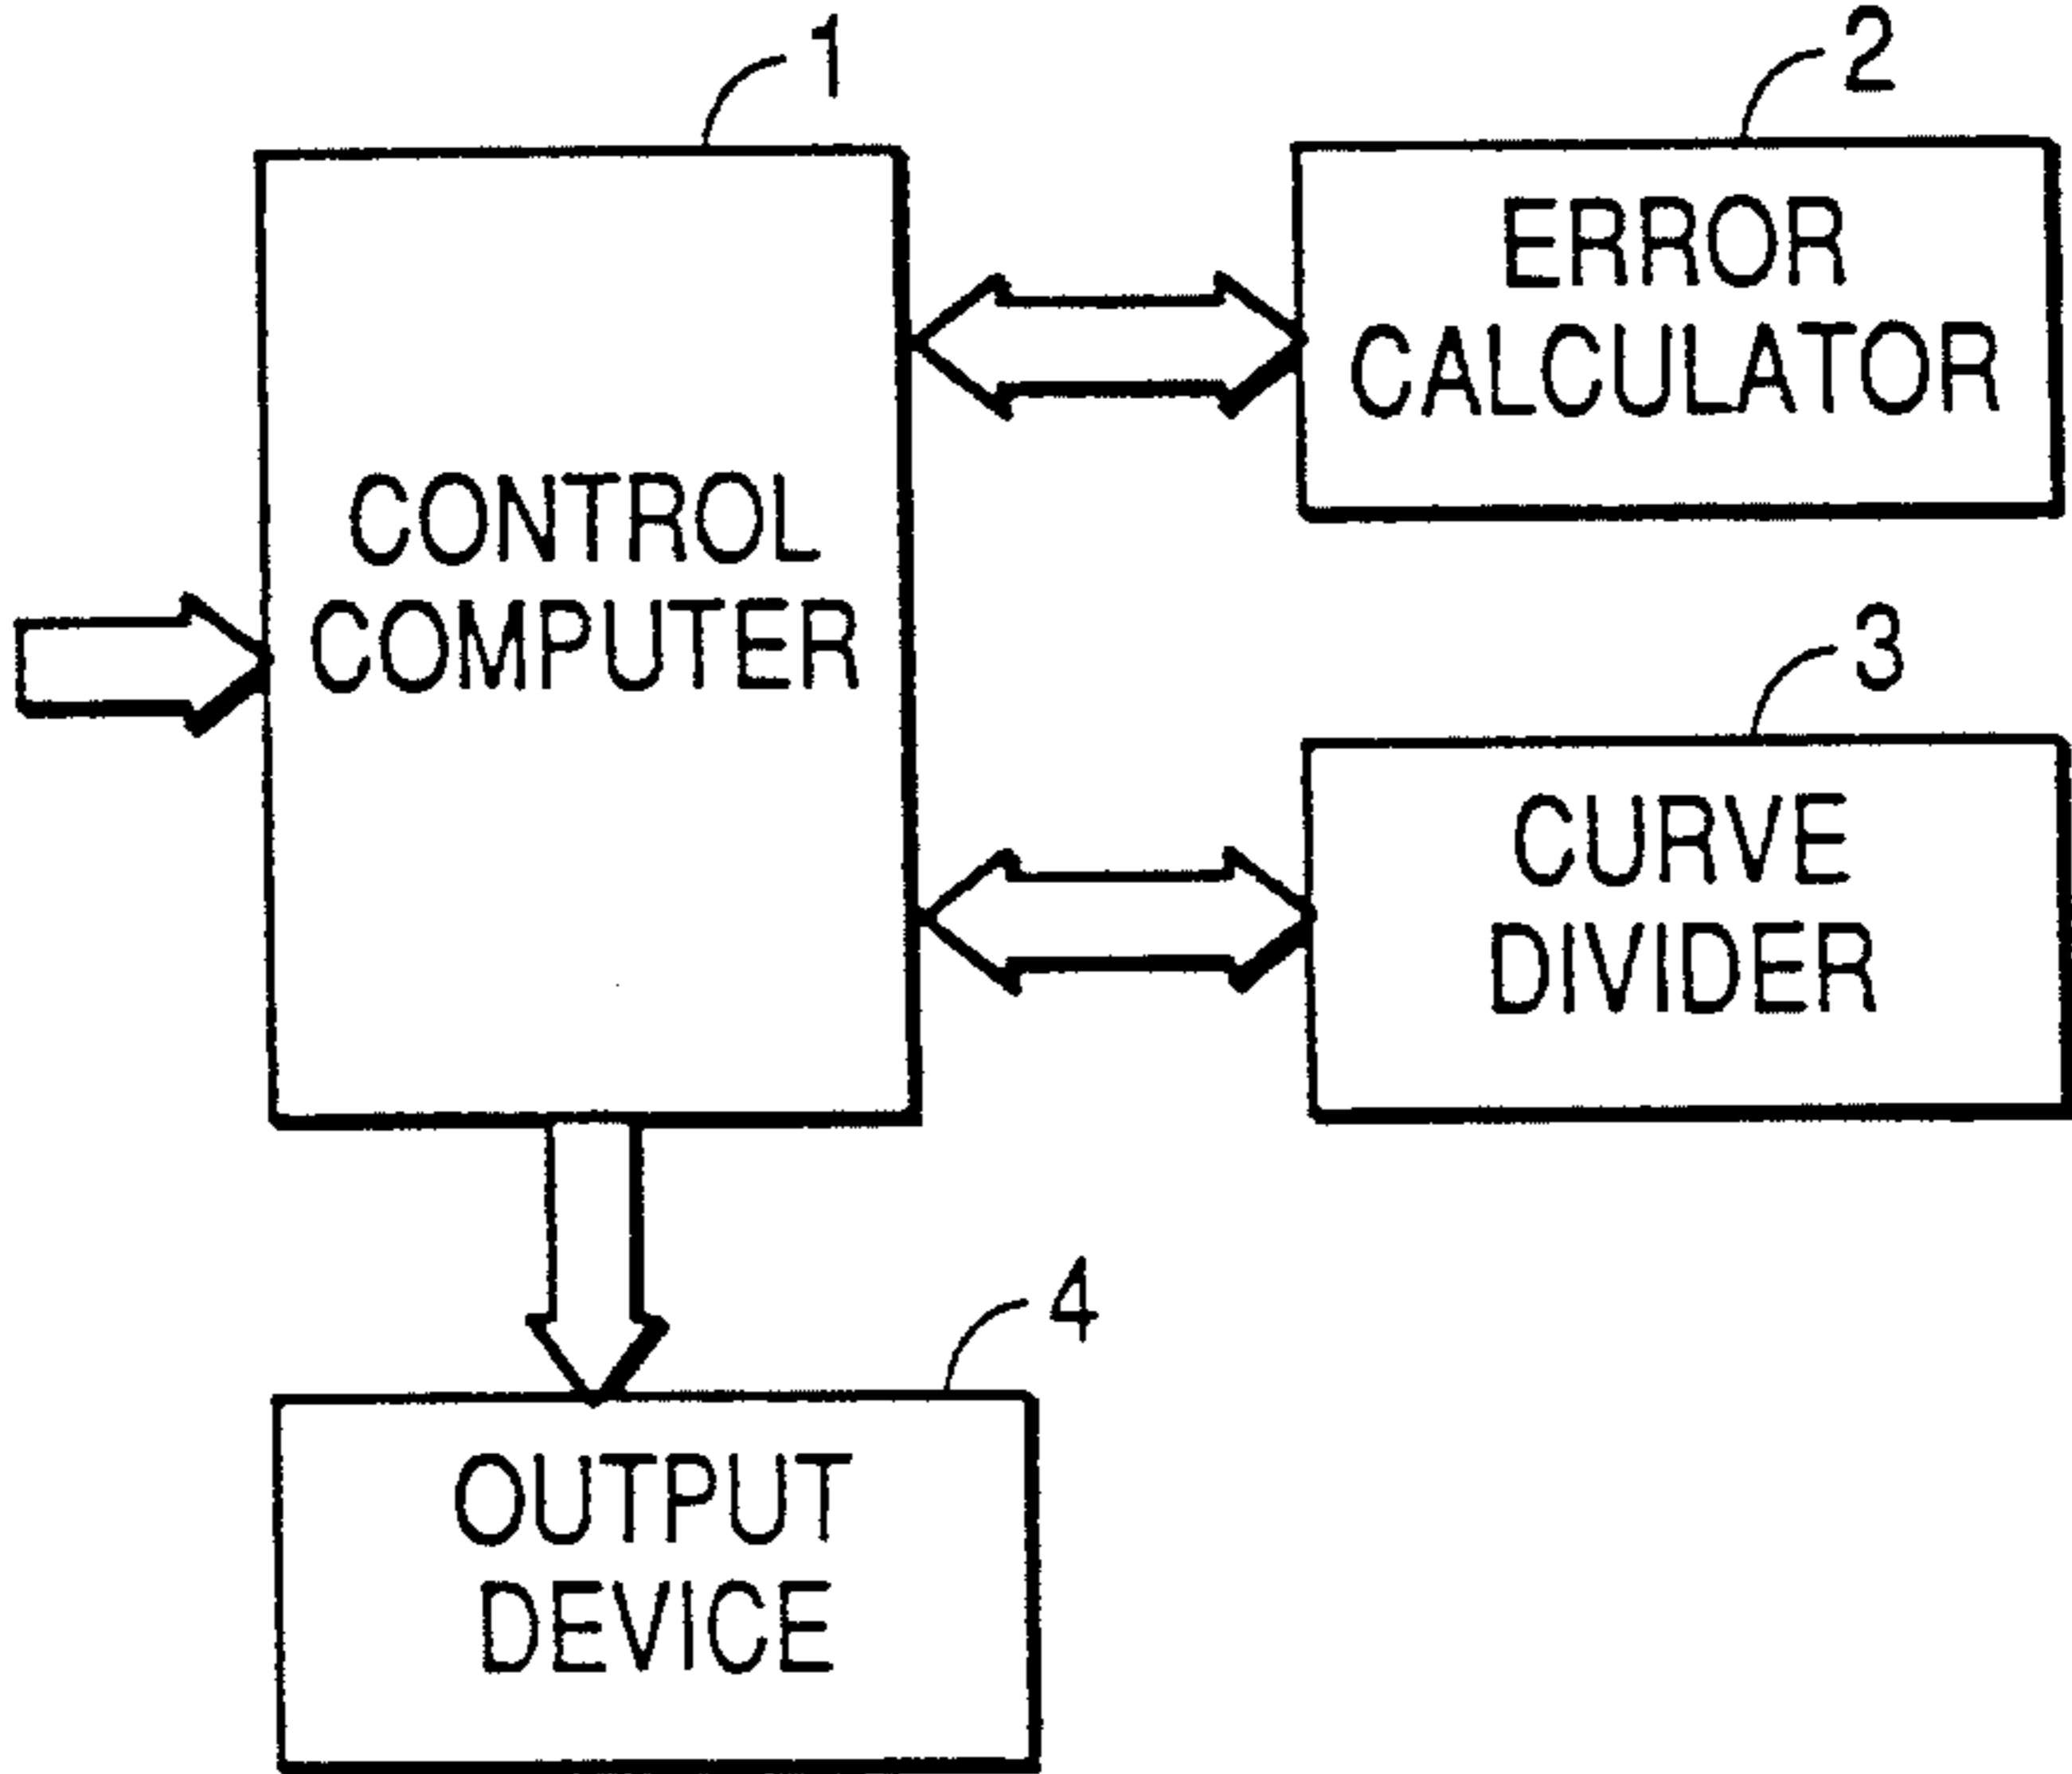 1
2
ERROR
CALCULATOR
CONTROL
COMPUTER
3
CURVE
DIVIDER
4
OUTPUT
DEVICE